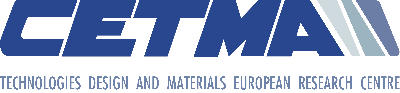 CETMA
TECHNOLOGIES DESIGN AND MATERIALS EUROPEAN RESEARCH CENTRE